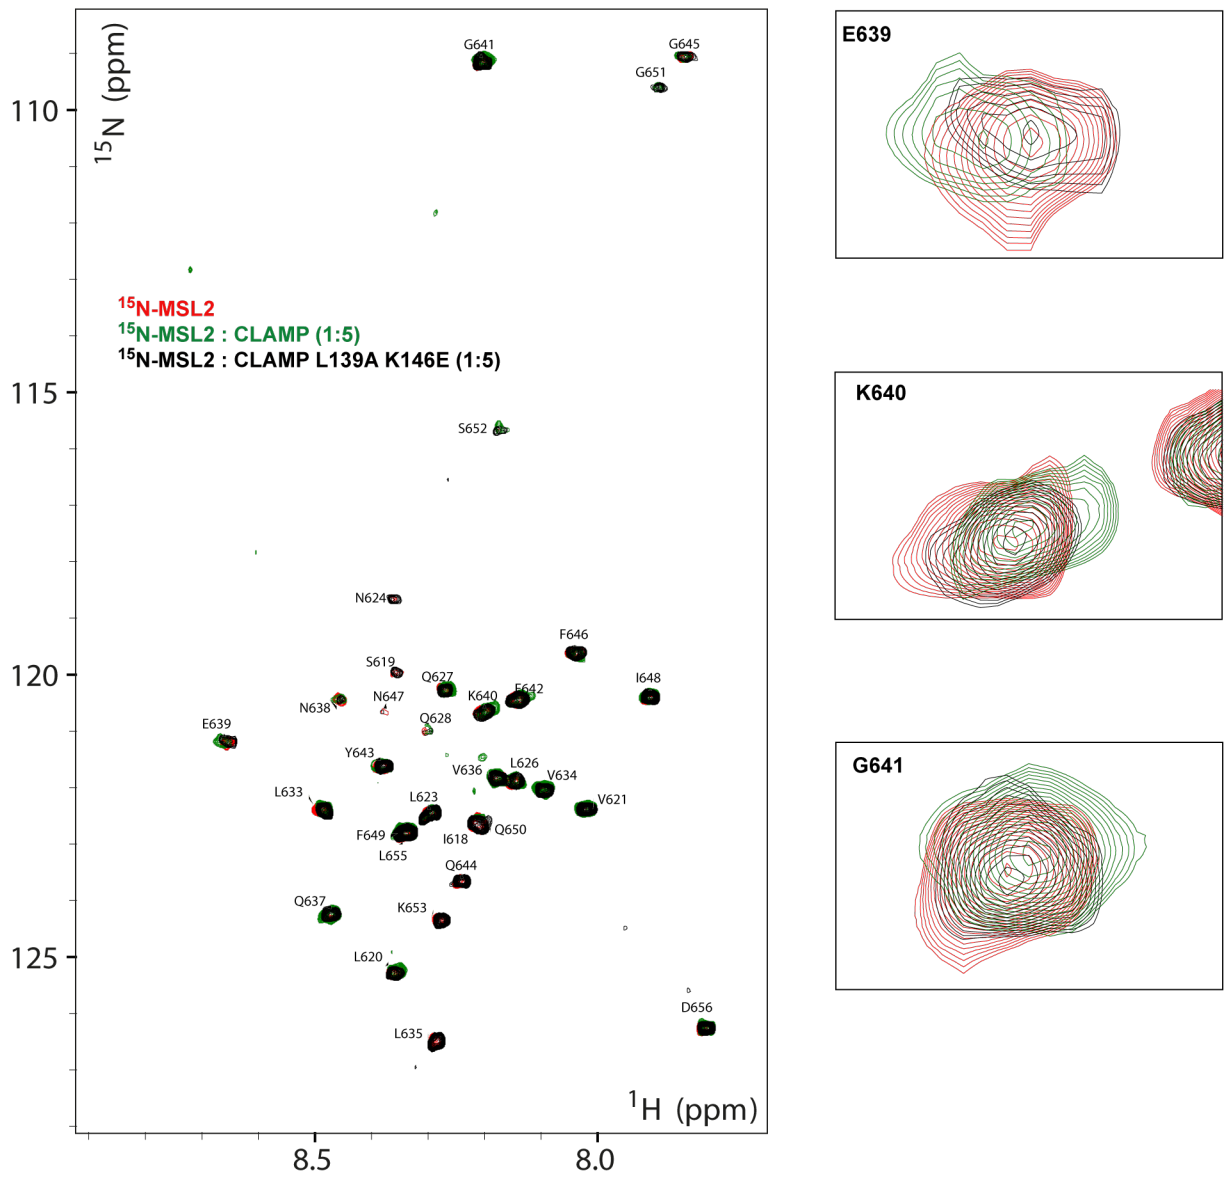 G641
G645
G651
110
¹⁵N (ppm)
¹⁵N-MSL2
¹⁵N-MSL2 : CLAMP (1:5)
¹⁵N-MSL2 : CLAMP L139A K146E (1:5)
115
S652
N624
F646
S619
120
Q627
I648
N638
N647
K640
F642
E639
Q628
Y643
V636
L626
V634
L633
L623
V621
F649
I618
Q650
L655
Q644
Q637
K653
L620
125
D656
L635
¹H (ppm)
8.5
8.0
E639
K640
G641